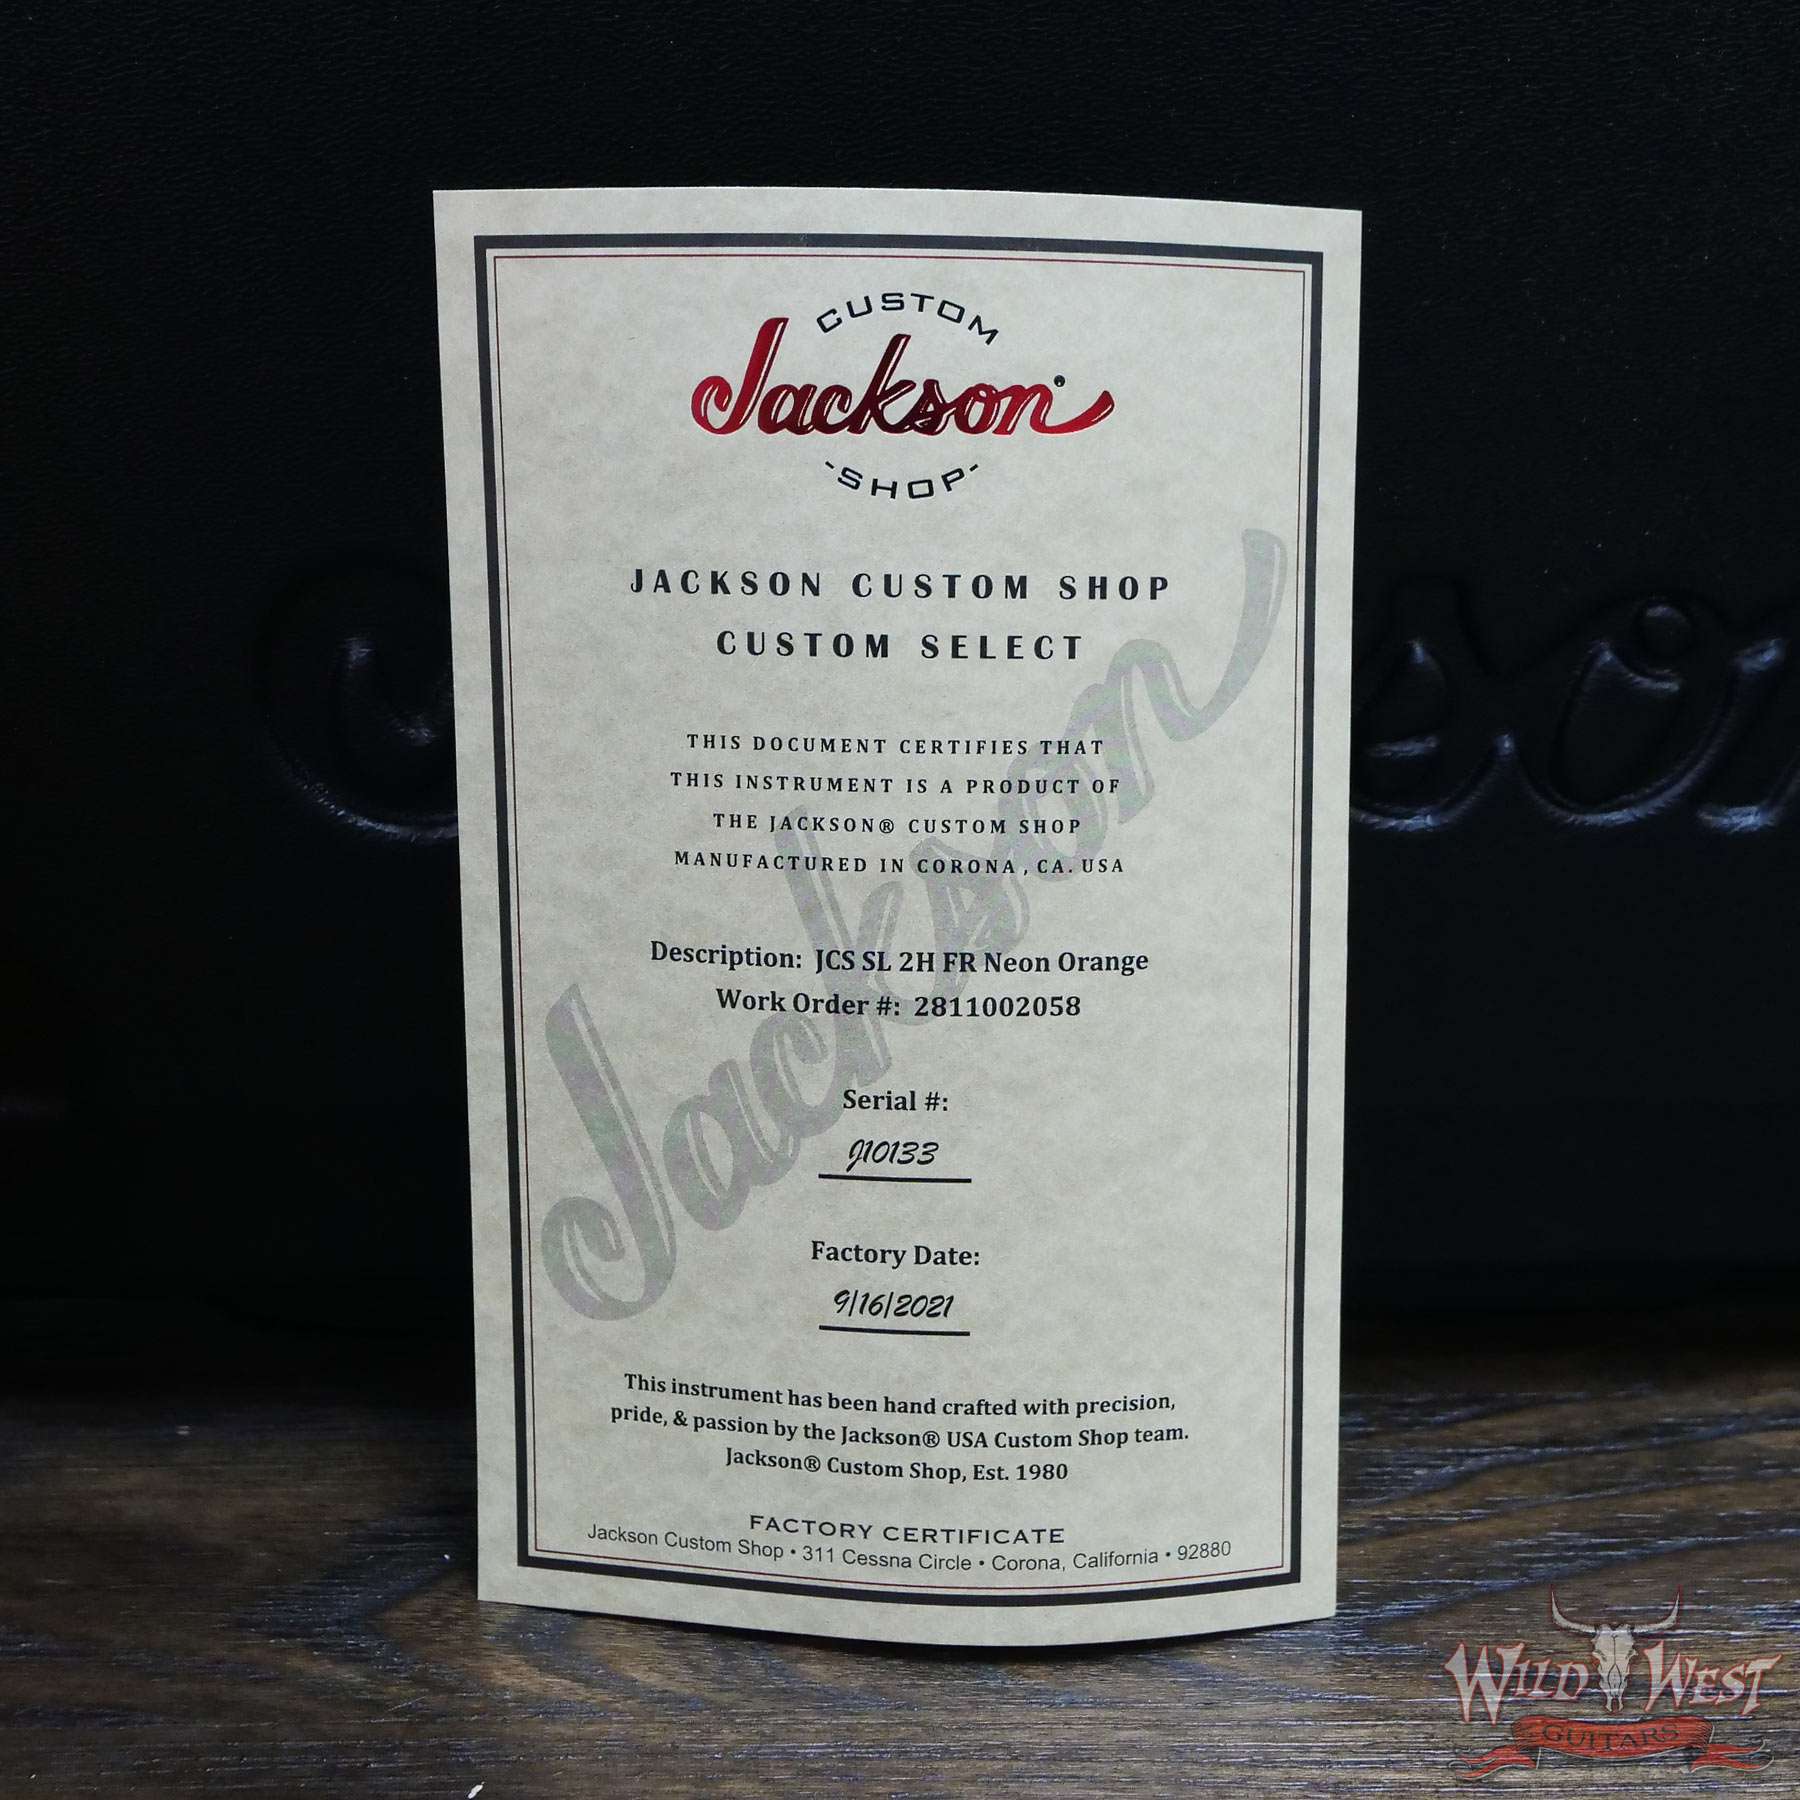 CUSTOM
Jackson®
-SHOP-
JACKSON CUSTOM SHOP
CUSTOM SELECT
THIS DOCUMENT CERTIFIES THAT
THIS INSTRUMENT IS A PRODUCT OF
THE JACKSON® CUSTOM SHOP
MANUFACTURED IN CORONA, CA. USA
Jackson
Description: JCS SL 2H FR Neon Orange
Work Order #: 2811002058
Serial #:
J10133
Factory Date:
9/16/2021
This instrument has been hand crafted with precision,
pride, & passion by the Jackson® USA Custom Shop team.
Jackson® Custom Shop, Est. 1980
FACTORY CERTIFICATE
Jackson Custom Shop • 311 Cessna Circle • Corona, California • 92880
WILD WEST
GUITARS